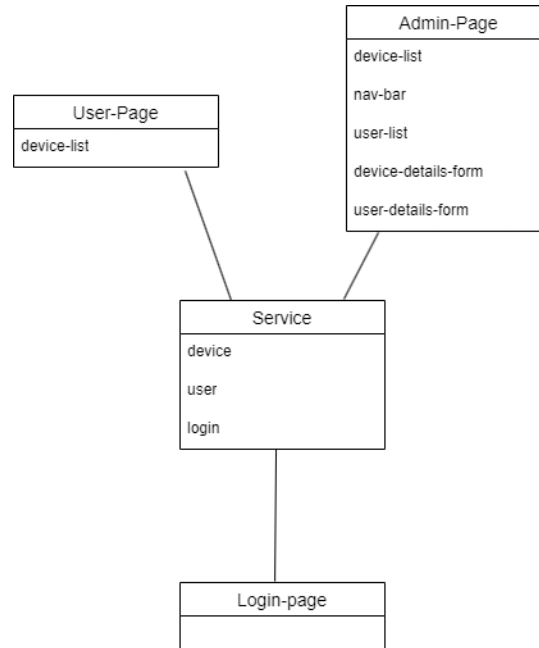 Admin-Page
device-list
nav-bar
user-list
device-details-form
user-details-form
User-Page
device-list
Service
device
user
login
Login-page